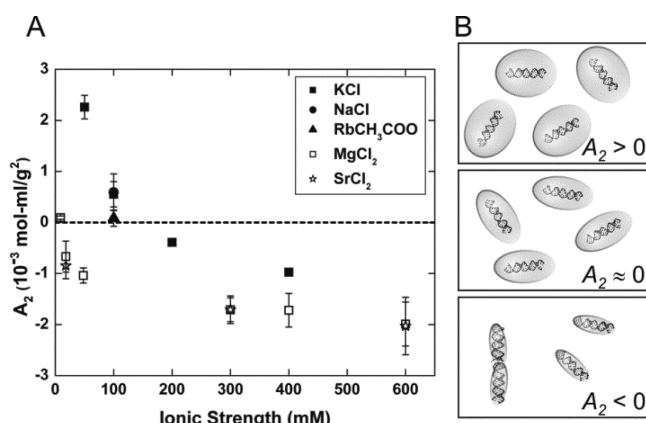 A
B
3
2
1
0
-1
-2
-3
A₂ (10⁻³ mol-ml/g²)
KCl
NaCl
RbCH₃COO
MgCl₂
SrCl₂
0
100
200
300
400
500
600
Ionic Strength (mM)
A₂ > 0
A₂ ≈ 0
A₂ < 0